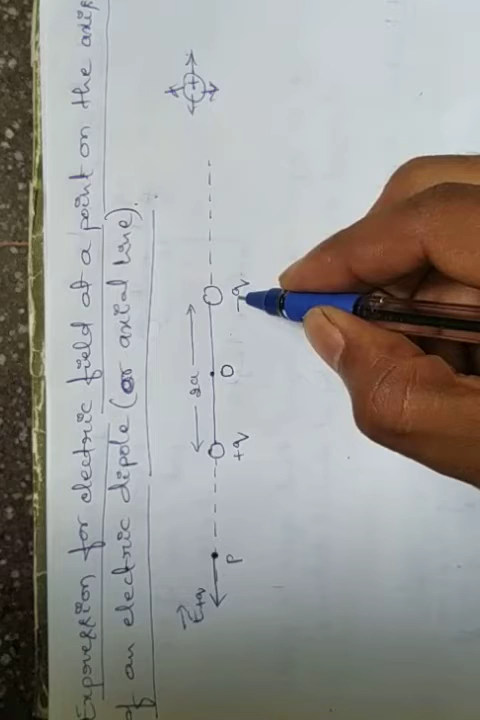 Expression for electric field at a point on the axis
of an electric dipole (or axial line).
E+q
P
+q
2a
O
-q
+